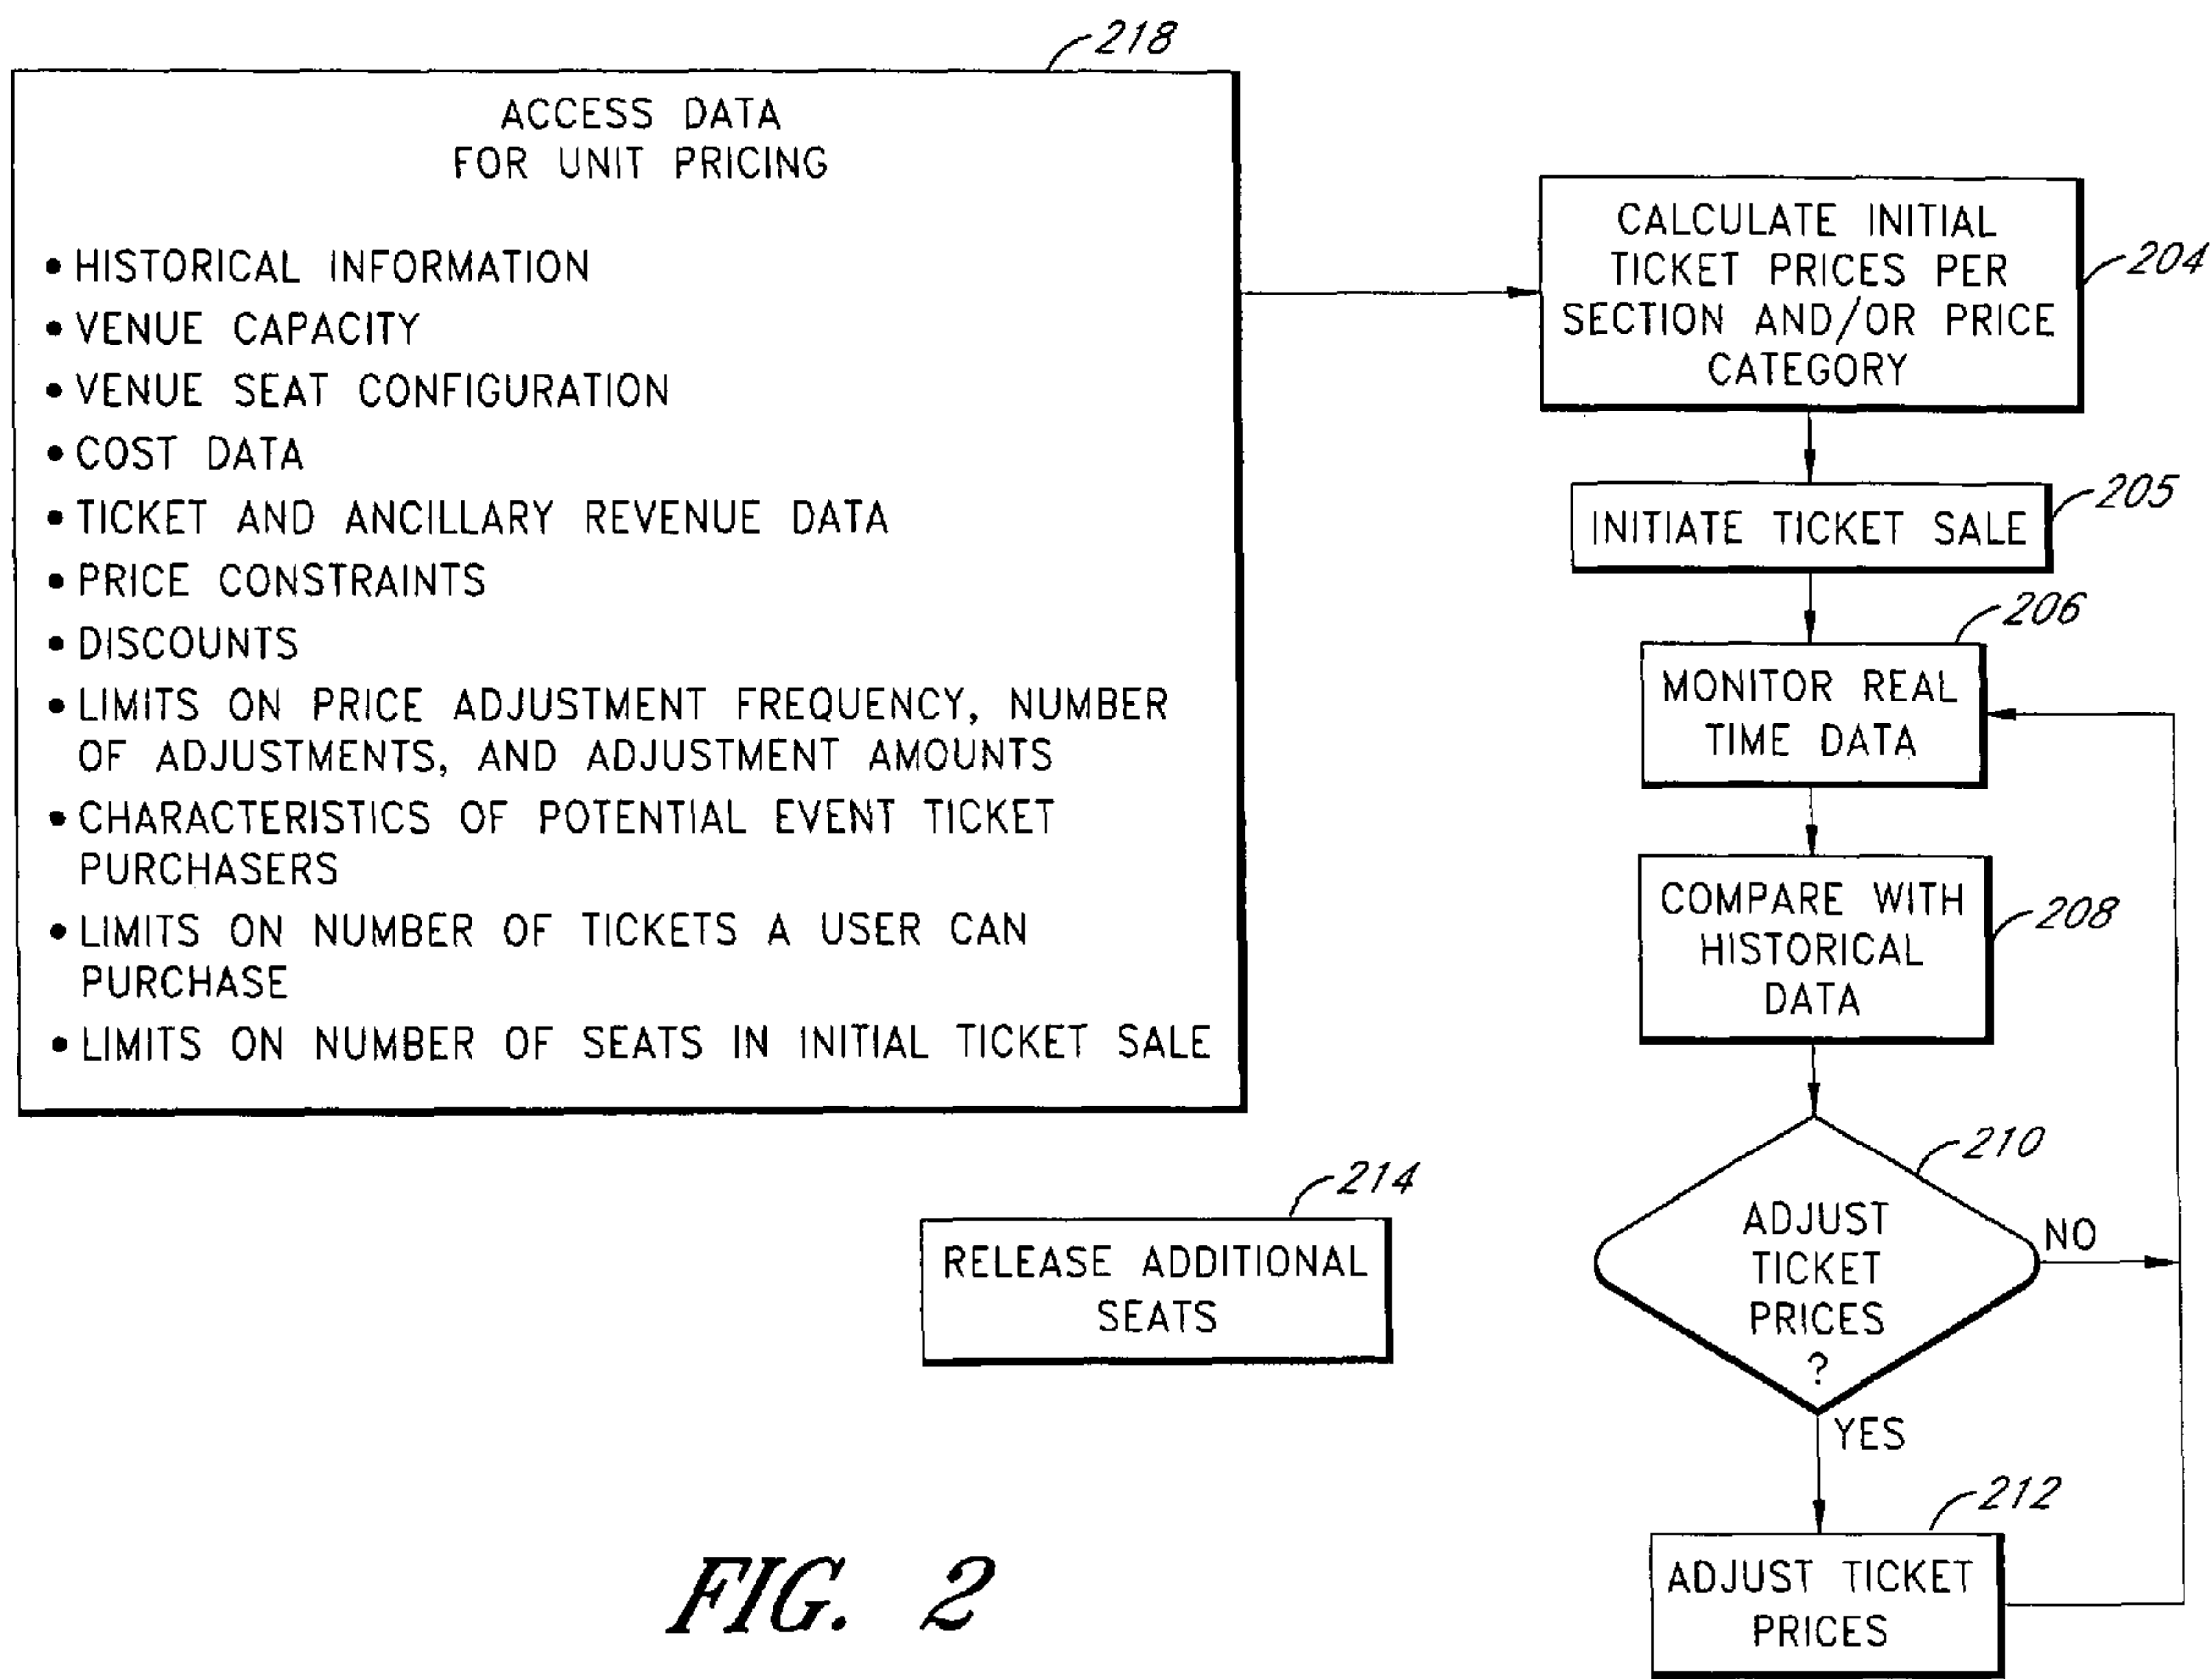 218
ACCESS DATA
FOR UNIT PRICING
• HISTORICAL INFORMATION
• VENUE CAPACITY
• VENUE SEAT CONFIGURATION
• COST DATA
• TICKET AND ANCILLARY REVENUE DATA
• PRICE CONSTRAINTS
• DISCOUNTS
• LIMITS ON PRICE ADJUSTMENT FREQUENCY, NUMBER
OF ADJUSTMENTS, AND ADJUSTMENT AMOUNTS
• CHARACTERISTICS OF POTENTIAL EVENT TICKET
PURCHASERS
• LIMITS ON NUMBER OF TICKETS A USER CAN
PURCHASE
• LIMITS ON NUMBER OF SEATS IN INITIAL TICKET SALE
CALCULATE INITIAL
TICKET PRICES PER
SECTION AND/OR PRICE
CATEGORY
204
INITIATE TICKET SALE
205
206
MONITOR REAL
TIME DATA
COMPARE WITH
HISTORICAL
DATA
208
210
ADJUST
TICKET
PRICES
?
NO
YES
214
RELEASE ADDITIONAL
SEATS
212
ADJUST TICKET
PRICES
FIG. 2